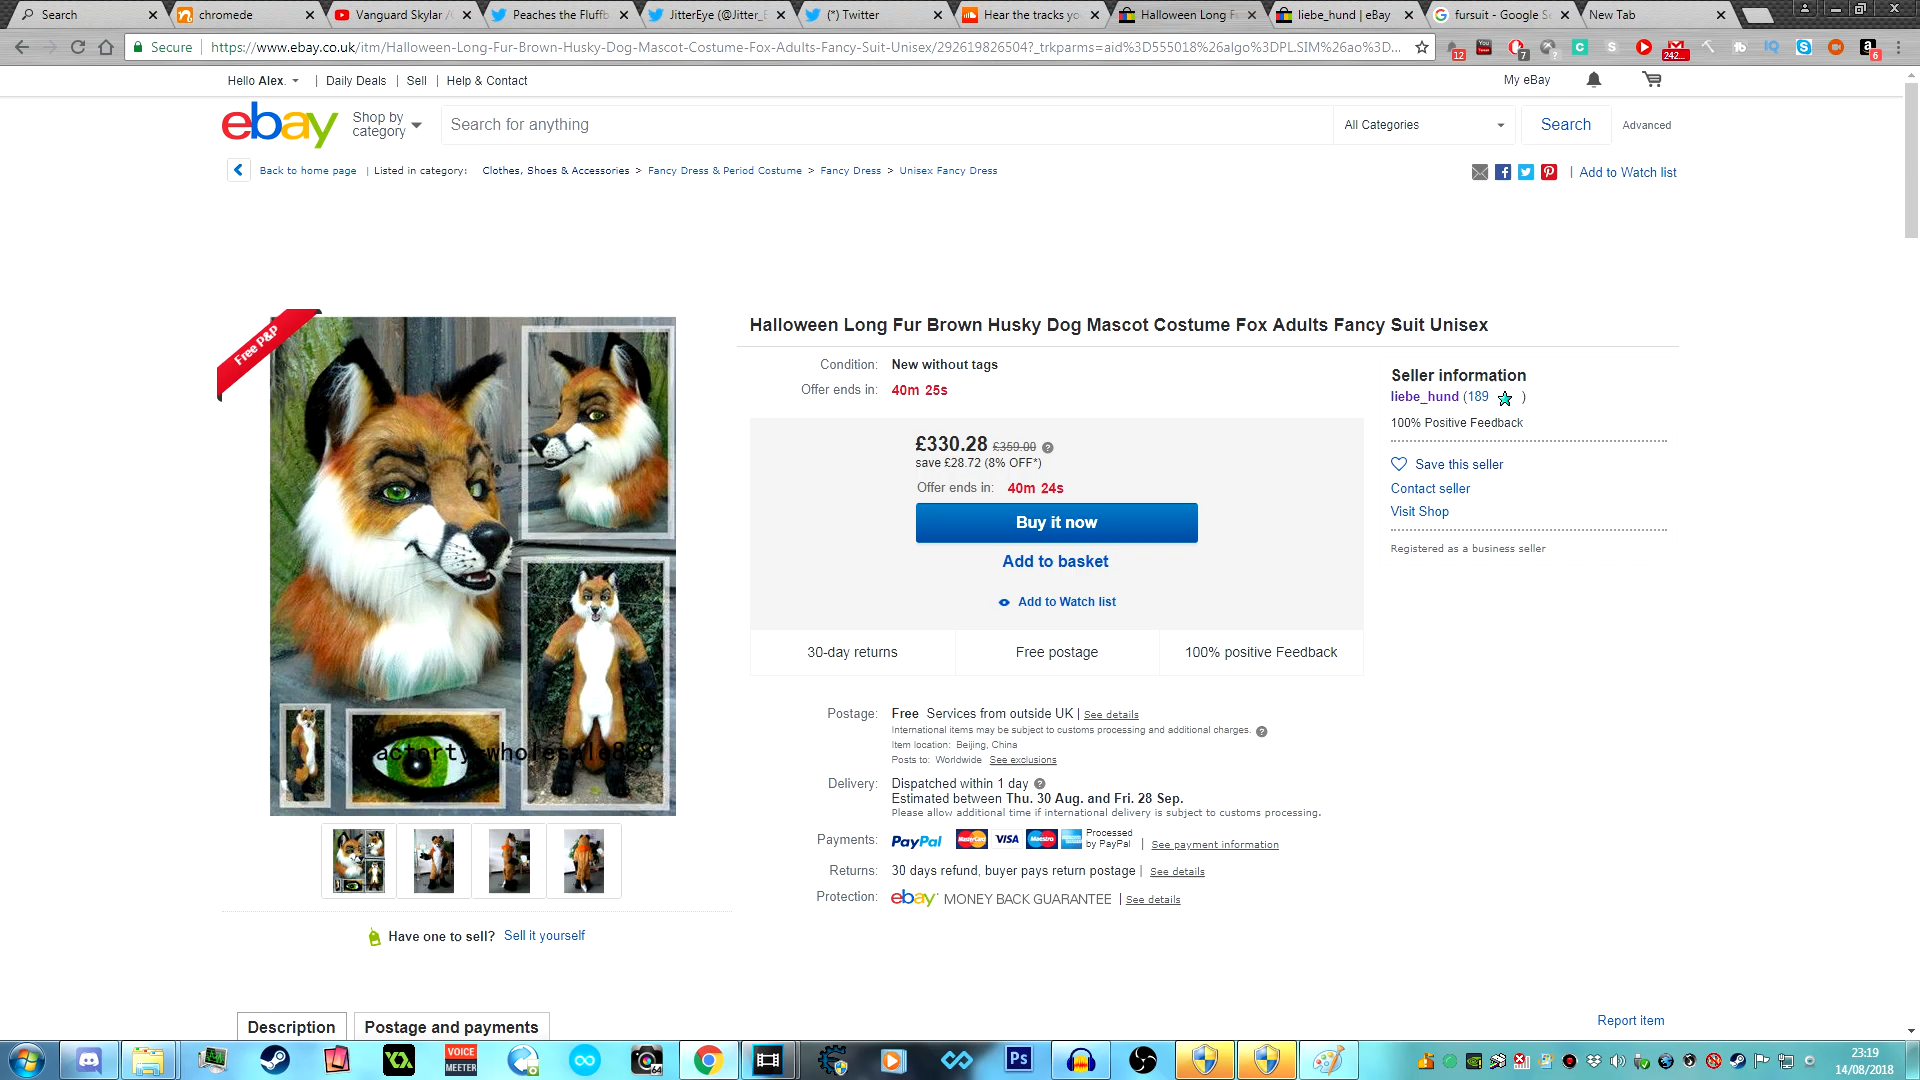 Search
chromede
Vanguard Skylar /
Peaches the Fluffb
JitterEye (@Jitter_E
(*) Twitter
Hear the tracks yo
Halloween Long F
liebe_hund | eBay
fursuit - Google Se
New Tab
Secure
https://www.ebay.co.uk/itm/Halloween-Long-Fur-Brown-Husky-Dog-Mascot-Costume-Fox-Adults-Fancy-Suit-Unisex/292619826504?_trkparms=aid%3D555018%26algo%3DPL.SIM%26ao%3D...
12
7
242...
6
Hello Alex. | Daily Deals | Sell | Help & Contact
My eBay
ebay
Shop by category
Search for anything
All Categories
Search
Advanced
Back to home page | Listed in category: Clothes, Shoes & Accessories > Fancy Dress & Period Costume > Fancy Dress > Unisex Fancy Dress
| Add to Watch list
Free P&P
Halloween Long Fur Brown Husky Dog Mascot Costume Fox Adults Fancy Suit Unisex
Condition: New without tags
Offer ends in: 40m 25s
£330.28 £359.00
save £28.72 (8% OFF*)
Offer ends in: 40m 24s
Buy it now
Add to basket
Add to Watch list
30-day returns
Free postage
100% positive Feedback
Seller information
liebe_hund (189 )
100% Positive Feedback
Save this seller
Contact seller
Visit Shop
Registered as a business seller
actorty-wholesale888
Postage: Free Services from outside UK | See details
International items may be subject to customs processing and additional charges.
Item location: Beijing, China
Posts to: Worldwide See exclusions
Delivery: Dispatched within 1 day
Estimated between Thu. 30 Aug. and Fri. 28 Sep.
Please allow additional time if international delivery is subject to customs processing.
Payments: PayPal MasterCard VISA Maestro Processed by PayPal | See payment information
Returns: 30 days refund, buyer pays return postage | See details
Protection: ebay MONEY BACK GUARANTEE | See details
Have one to sell? Sell it yourself
Description
Postage and payments
Report item
VOICE MEETER
64
Ps
23:19
14/08/2018